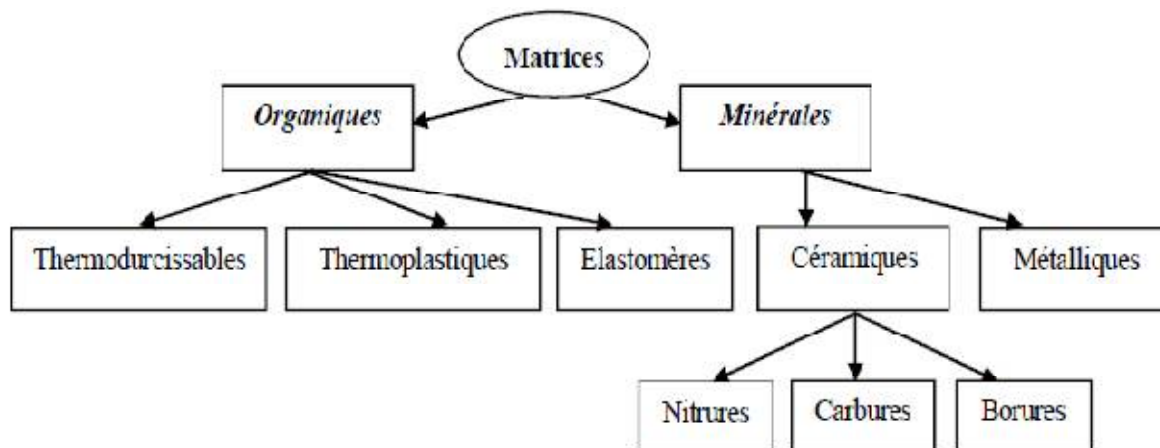 Matrices
Organiques
Minérales
Thermodurcissables
Thermoplastiques
Elastomères
Céramiques
Métalliques
Nitrures
Carbures
Borures